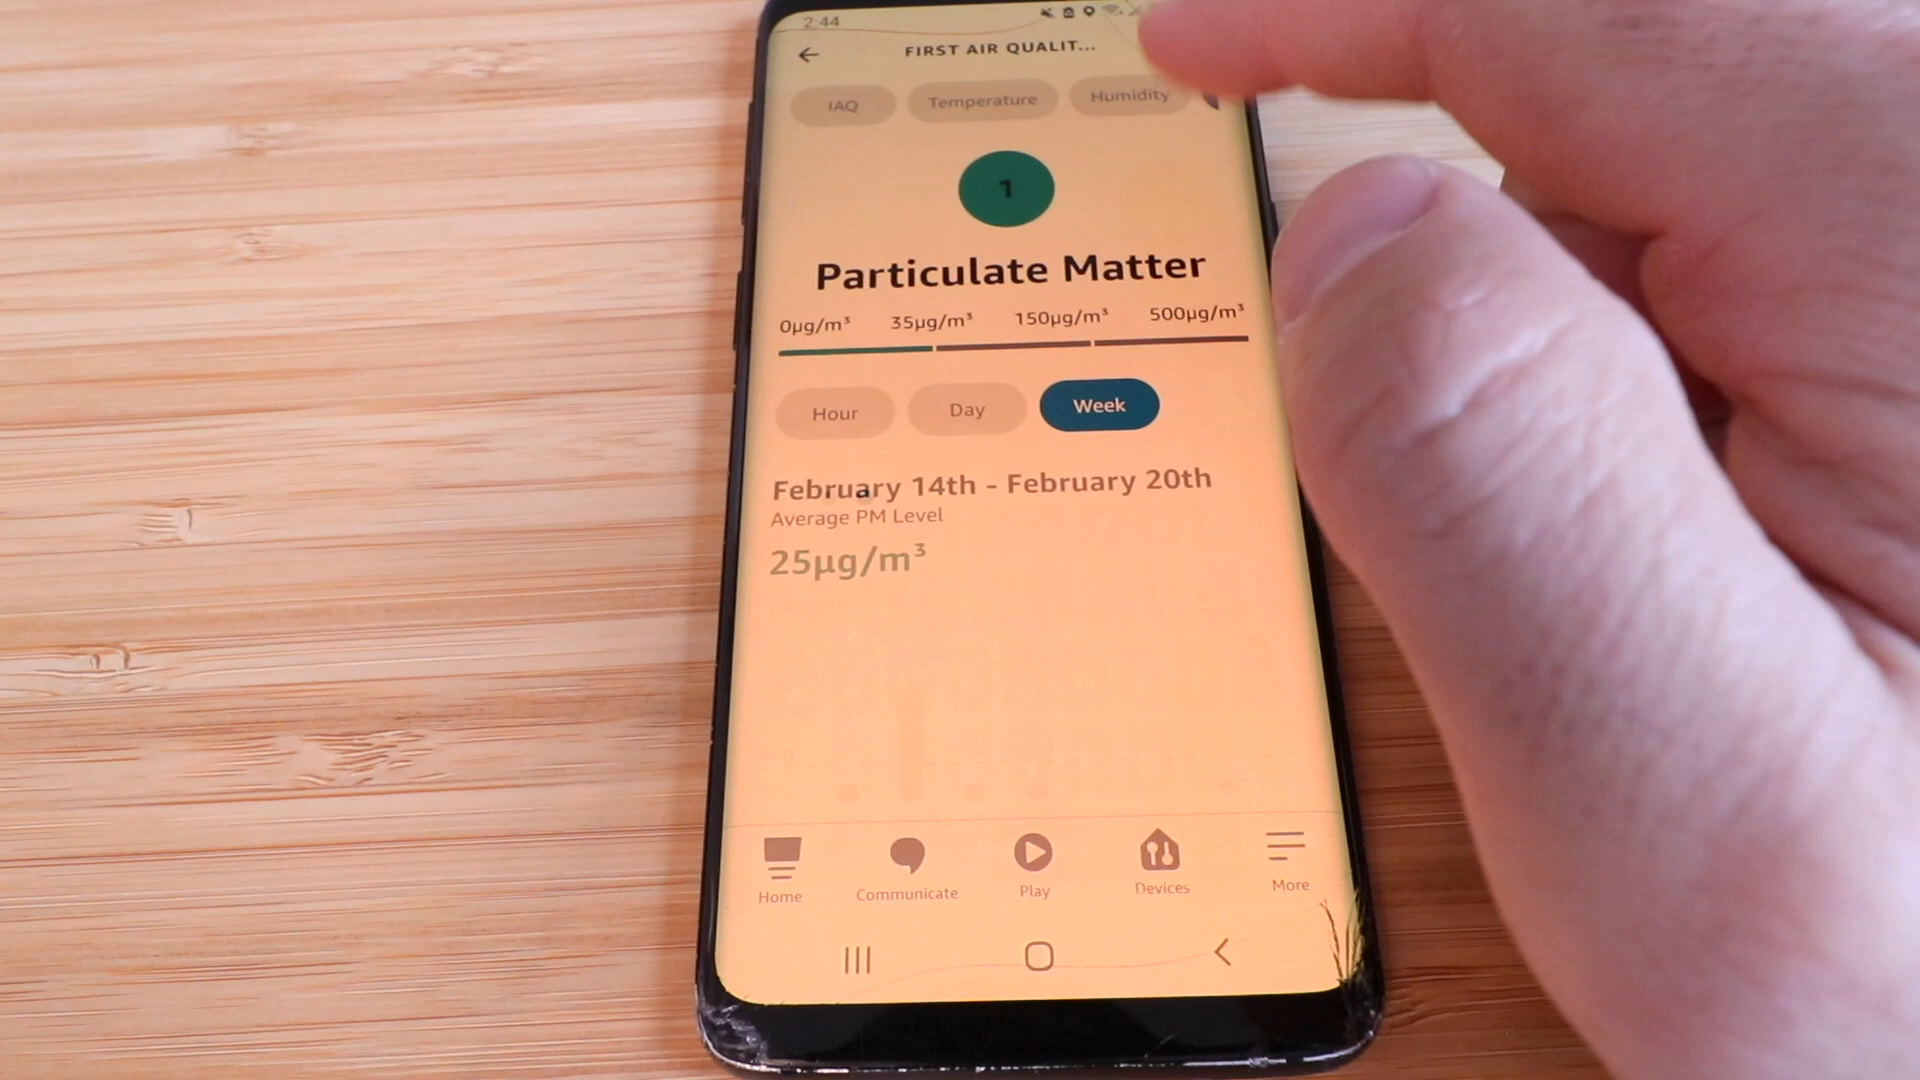 2:44
FIRST AIR QUALIT...
IAQ Temperature Humidity
1
Particulate Matter
0µg/m³ 35µg/m³ 150µg/m³ 500µg/m³
Hour Day Week
February 14th - February 20th
Average PM Level
25µg/m³
Home Communicate Play Devices More